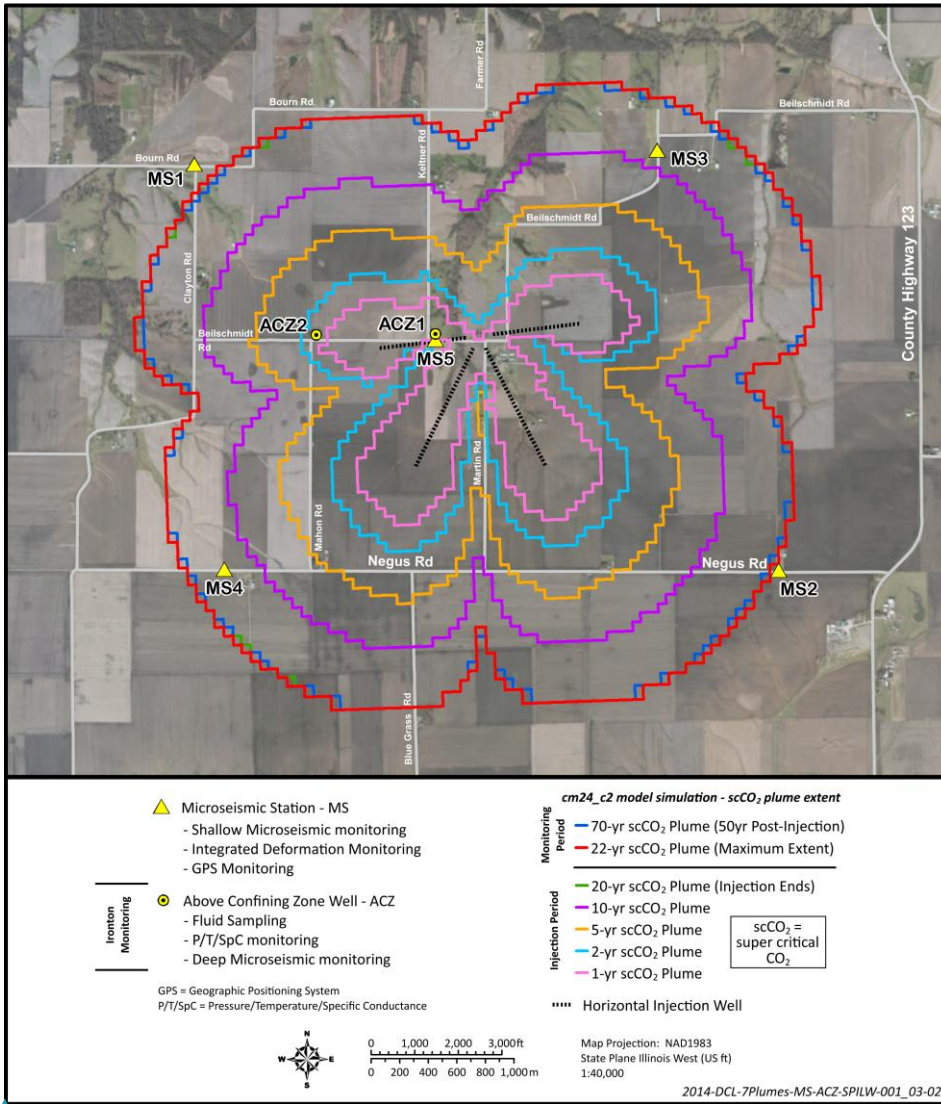 Farmer Rd
Bourn Rd
Beilschmidt Rd
Bourn Rd
Keltner Rd
MS1
MS3
Beilschmidt Rd
County Highway 123
Clayton Rd
ACZ2
ACZ1
Beilschmidt
Rd
MS5
Martin Rd
Mahon Rd
Negus Rd
Negus Rd
MS4
MS2
Blue Grass Rd
Microseismic Station - MS
- Shallow Microseismic monitoring
- Integrated Deformation Monitoring
- GPS Monitoring
Ironton
Monitoring
Above Confining Zone Well - ACZ
- Fluid Sampling
- P/T/SpC monitoring
- Deep Microseismic monitoring
GPS = Geographic Positioning System
P/T/SpC = Pressure/Temperature/Specific Conductance
cm24_c2 model simulation - scCO₂ plume extent
Monitoring
Period
70-yr scCO₂ Plume (50yr Post-Injection)
22-yr scCO₂ Plume (Maximum Extent)
Injection Period
20-yr scCO₂ Plume (Injection Ends)
10-yr scCO₂ Plume
5-yr scCO₂ Plume
2-yr scCO₂ Plume
1-yr scCO₂ Plume
scCO₂ =
super critical
CO₂
Horizontal Injection Well
N
W E
S
0 1,000 2,000 3,000 ft
0 200 400 600 800 1,000 m
Map Projection: NAD1983
State Plane Illinois West (US ft)
1:40,000
2014-DCL-7Plumes-MS-ACZ-SPILW-001_03-02